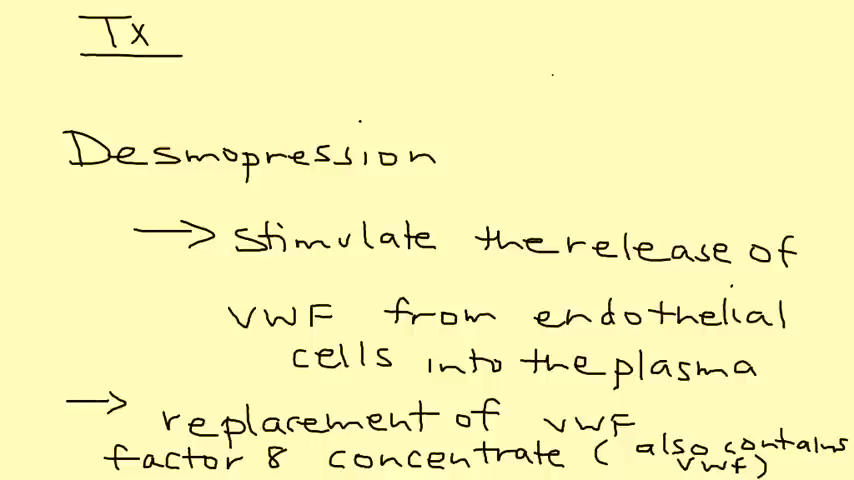 Tx
Desmopression
→ stimulate the release of
VWF from endothelial
cells into the plasma
→ replacement of VWF
factor 8 concentrate (also contains
VWF)